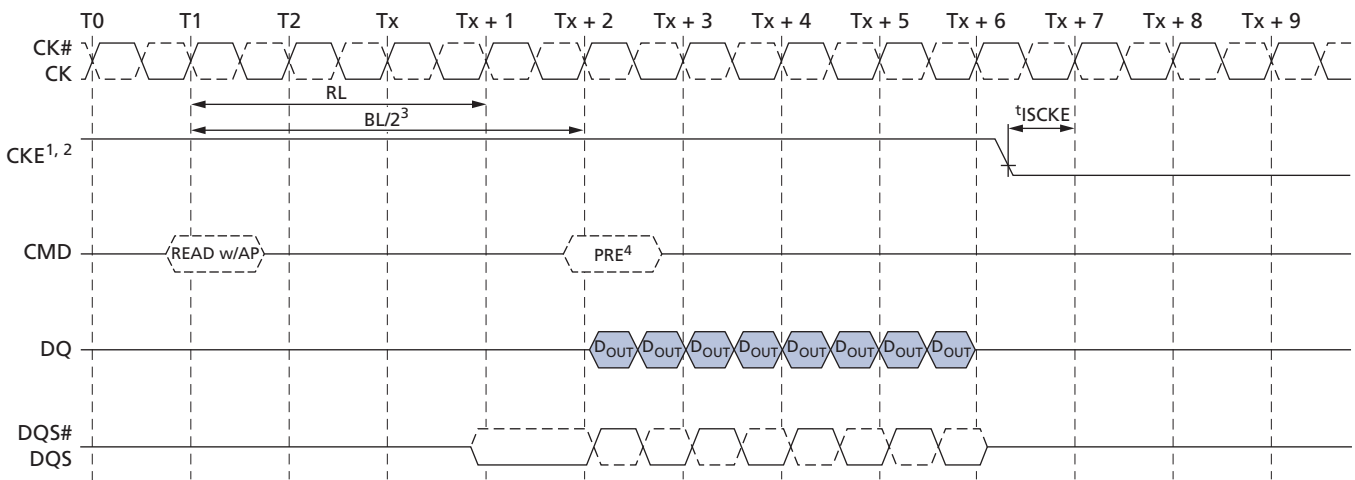 T0 T1 T2 Tx Tx + 1 Tx + 2 Tx + 3 Tx + 4 Tx + 5 Tx + 6 Tx + 7 Tx + 8 Tx + 9
CK#
CK
RL
BL/2³
tISCKE
CKE1, 2
CMD
READ w/AP
PRE⁴
DQ
DOUT DOUT DOUT DOUT DOUT DOUT DOUT DOUT
DQS#
DQS